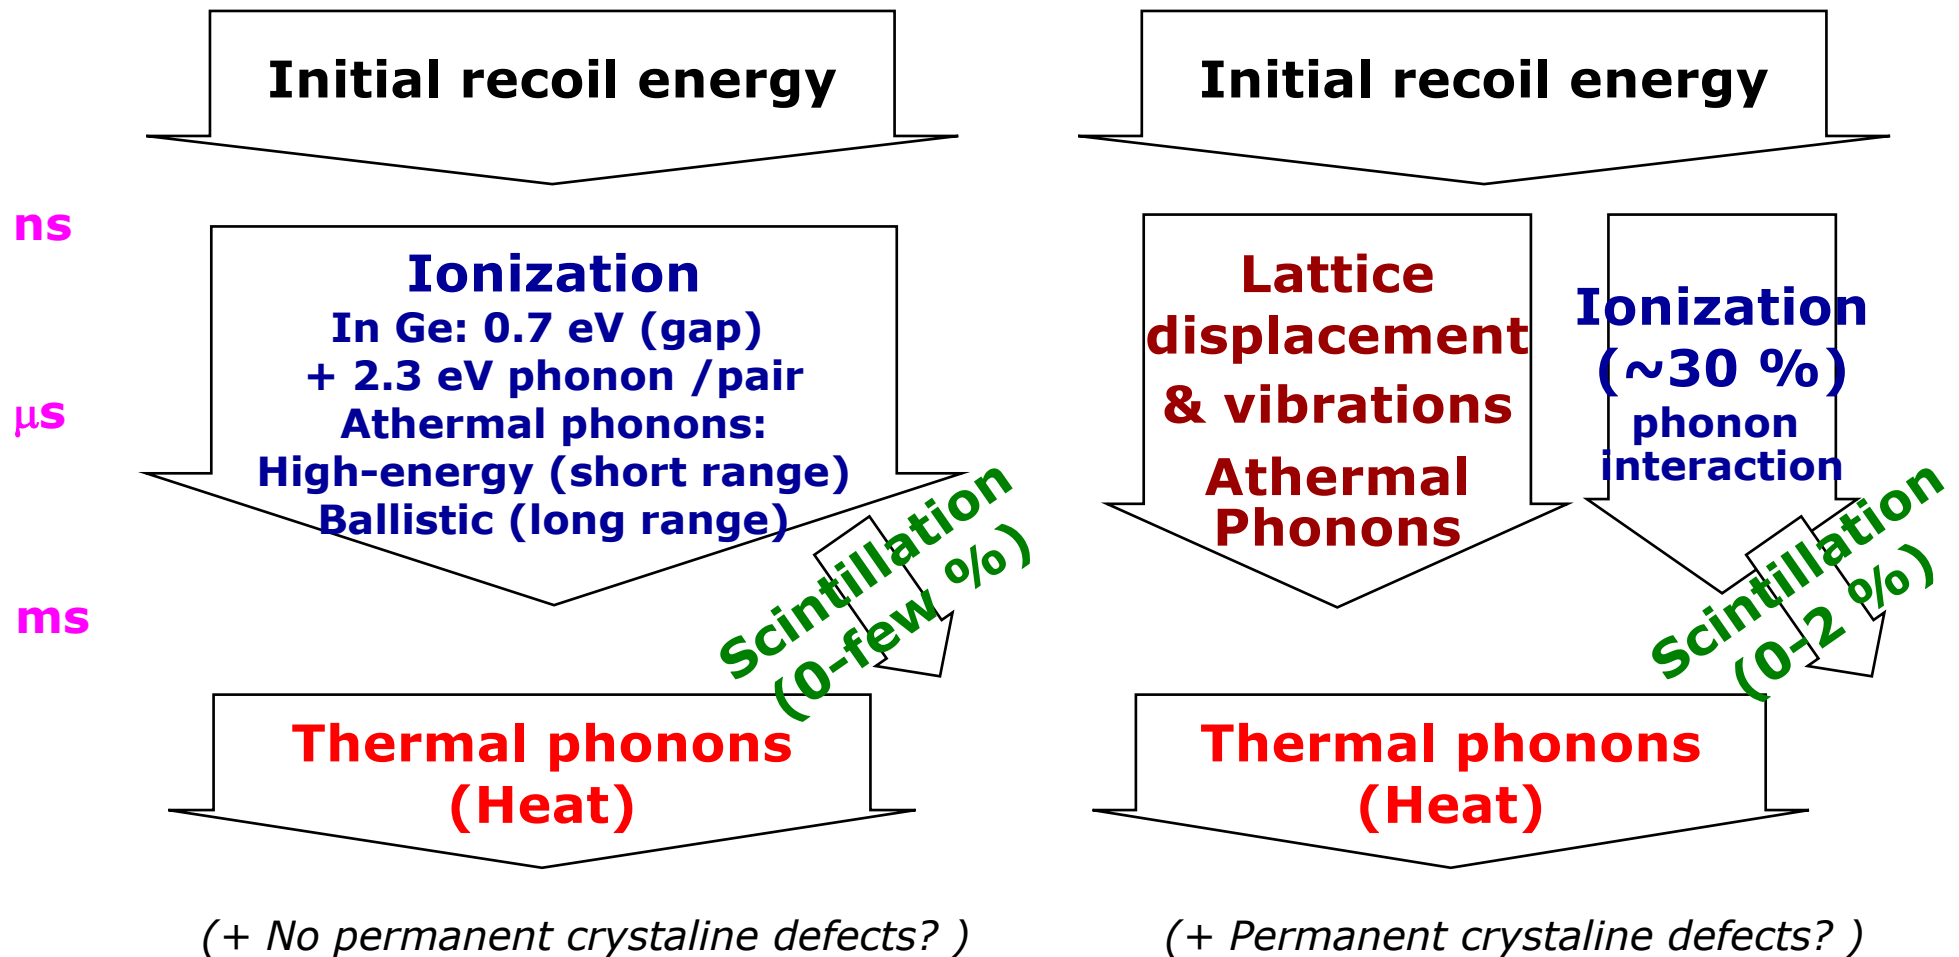 Initial recoil energy
Initial recoil energy
ns
μs
ms
Ionization
In Ge: 0.7 eV (gap)
+ 2.3 eV phonon /pair
Athermal phonons:
High-energy (short range)
Ballistic (long range)
Scintillation
(0-few %)
Lattice
displacement
& vibrations
Athermal
Phonons
Ionization
(~30 %)
phonon
interaction
Scintillation
(0-2 %)
Thermal phonons
(Heat)
Thermal phonons
(Heat)
(+ No permanent crystaline defects? )
(+ Permanent crystaline defects? )